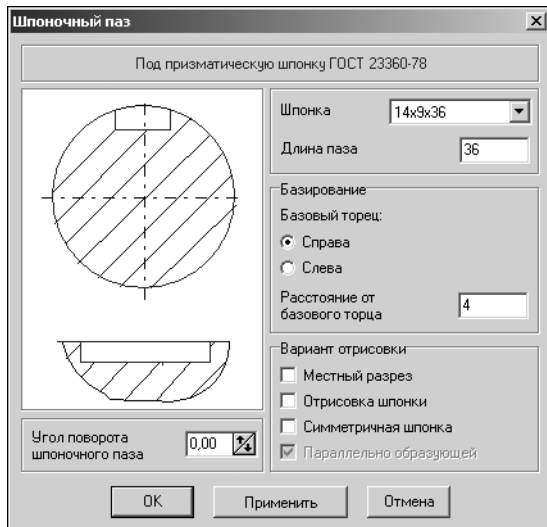 Шпоночный паз
Под призматическую шпонку ГОСТ 23360-78
Шпонка 14x9x36
Длина паза 36
Базирование
Базовый торец:
Справа
Слева
Расстояние от
базового торца 4
Вариант отрисовки
Местный разрез
Отрисовка шпонки
Симметричная шпонка
Параллельно образующей
Угол поворота
шпоночного паза 0,00
OK Применить Отмена